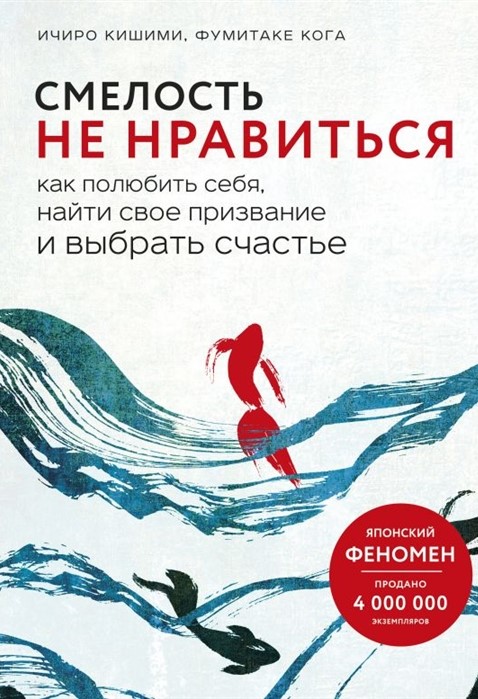 ИЧИРО КИШИМИ, ФУМИТАКЕ КОГА
СМЕЛОСТЬ
НЕ НРАВИТЬСЯ
как полюбить себя,
найти свое призвание
и выбрать счастье
ЯПОНСКИЙ
ФЕНОМЕН
ПРОДАНО
4 000 000
ЭКЗЕМПЛЯРОВ